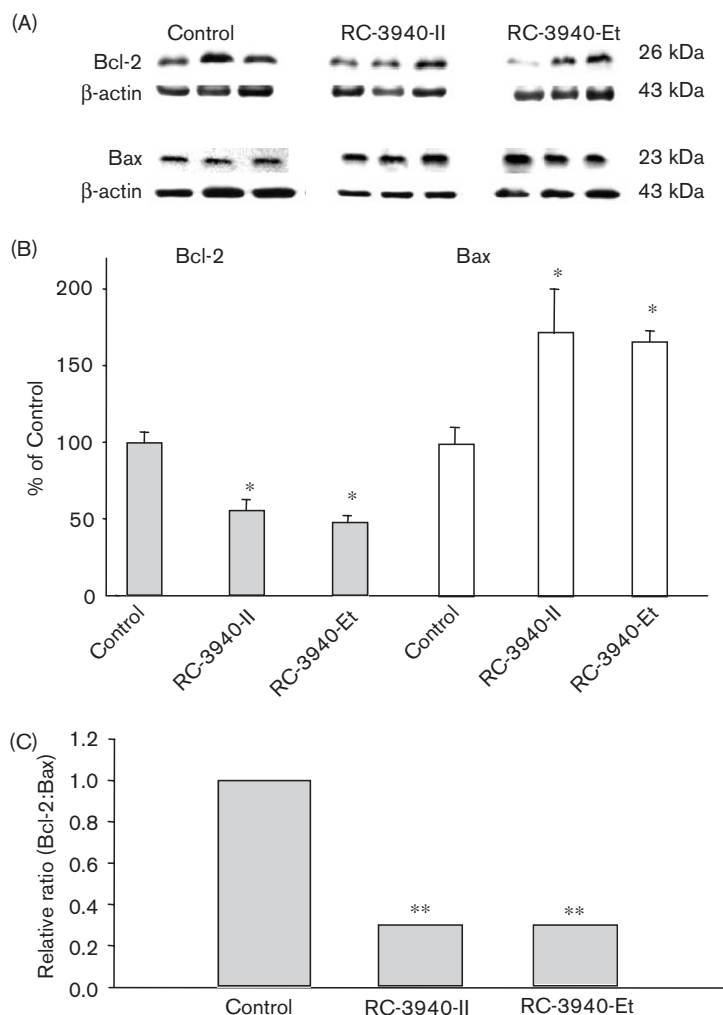 (A)
Control RC-3940-II RC-3940-Et
Bcl-2 26 kDa
β-actin 43 kDa
Bax 23 kDa
β-actin 43 kDa
(B)
Bcl-2 Bax
% of Control
200
150
100
50
0
* * * *
Control RC-3940-II RC-3940-Et Control RC-3940-II RC-3940-Et
(C)
Relative ratio (Bcl-2:Bax)
1.2
1.0
0.8
0.6
0.4
0.2
0.0
** **
Control RC-3940-II RC-3940-Et